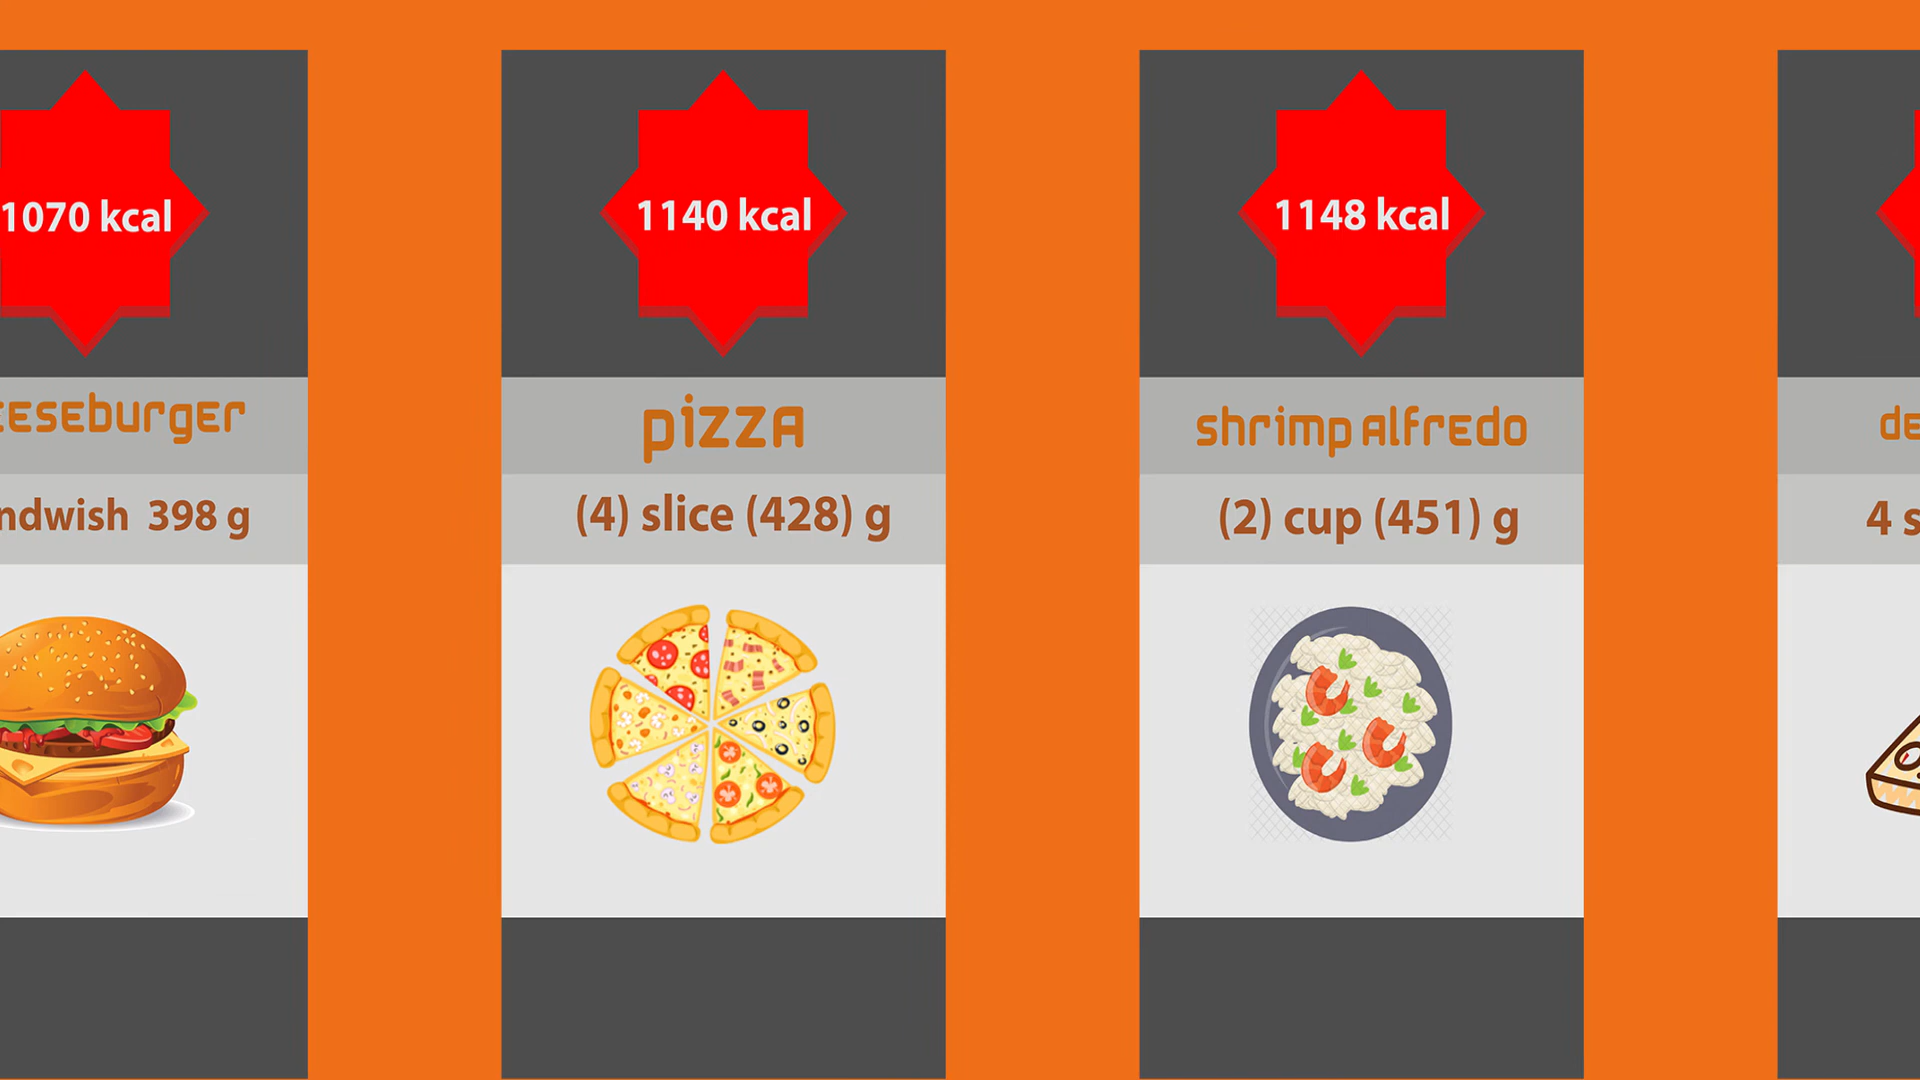 1070 kcal
eeseburger
ndwish 398 g
1140 kcal
pizza
(4) slice (428) g
1148 kcal
shrimp alfredo
(2) cup (451) g
de
4 s